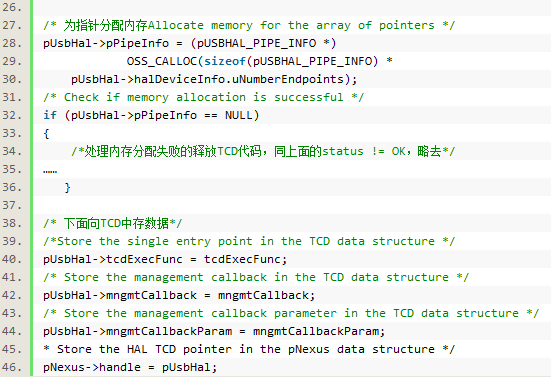 26.
27. /* 为指针分配内存Allocate memory for the array of pointers */
28. pUsbHal->pPipeInfo = (pUSBHAL_PIPE_INFO *)
29. OSS_CALLOC(sizeof(pUSBHAL_PIPE_INFO) *
30. pUsbHal->halDeviceInfo.uNumberEndpoints);
31. /* Check if memory allocation is successful */
32. if (pUsbHal->pPipeInfo == NULL)
33. {
34. /*处理内存分配失败的释放TCD代码，同上面的status != OK，略去*/
35. ……
36. }
37.
38. /* 下面向TCD中存数据*/
39. /*Store the single entry point in the TCD data structure */
40. pUsbHal->tcdExecFunc = tcdExecFunc;
41. /* Store the management callback in the TCD data structure */
42. pUsbHal->mngmtCallback = mngmtCallback;
43. /* Store the management callback parameter in the TCD data structure */
44. pUsbHal->mngmtCallbackParam = mngmtCallbackParam;
45. * Store the HAL TCD pointer in the pNexus data structure */
46. pNexus->handle = pUsbHal;